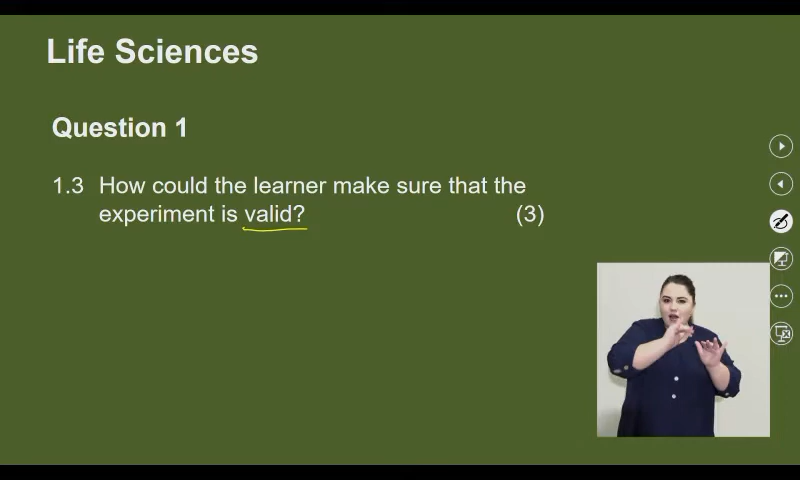 Life Sciences
Question 1
1.3 How could the learner make sure that the
experiment is valid? (3)